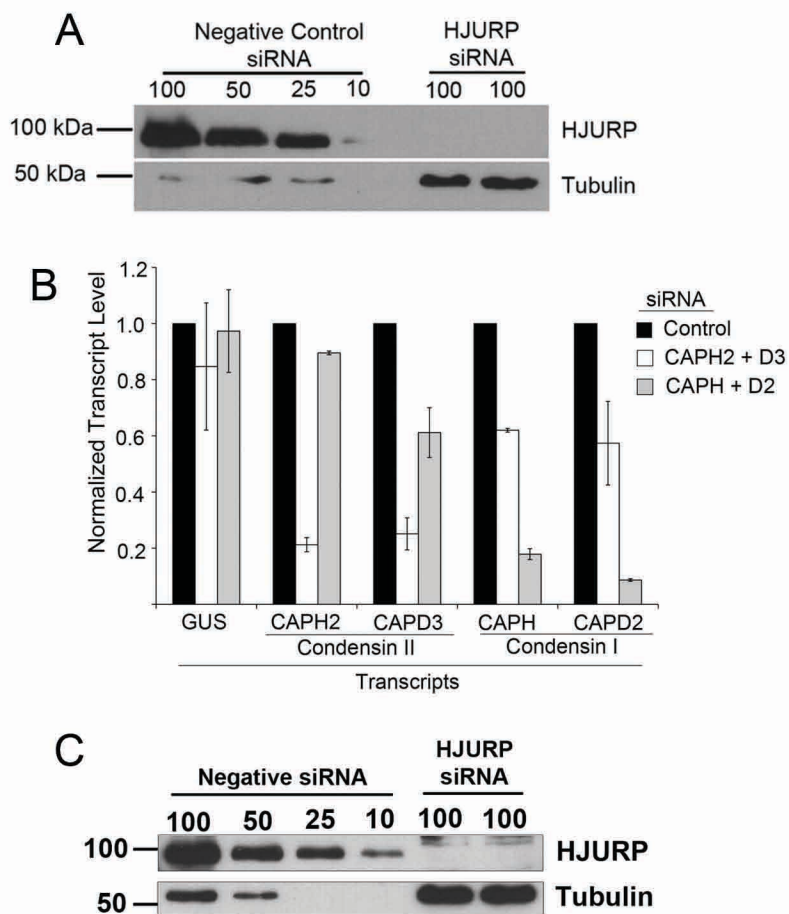 A
Negative Control
siRNA
HJURP
siRNA
100 50 25 10 100 100
100 kDa
HJURP
50 kDa
Tubulin
B
Normalized Transcript Level
1.2
1.0
0.8
0.6
0.4
0.2
siRNA
Control
CAPH2 + D3
CAPH + D2
GUS CAPH2 CAPD3 CAPH CAPD2
Condensin II Condensin I
Transcripts
C
Negative siRNA
HJURP
siRNA
100 50 25 10 100 100
100
HJURP
50
Tubulin